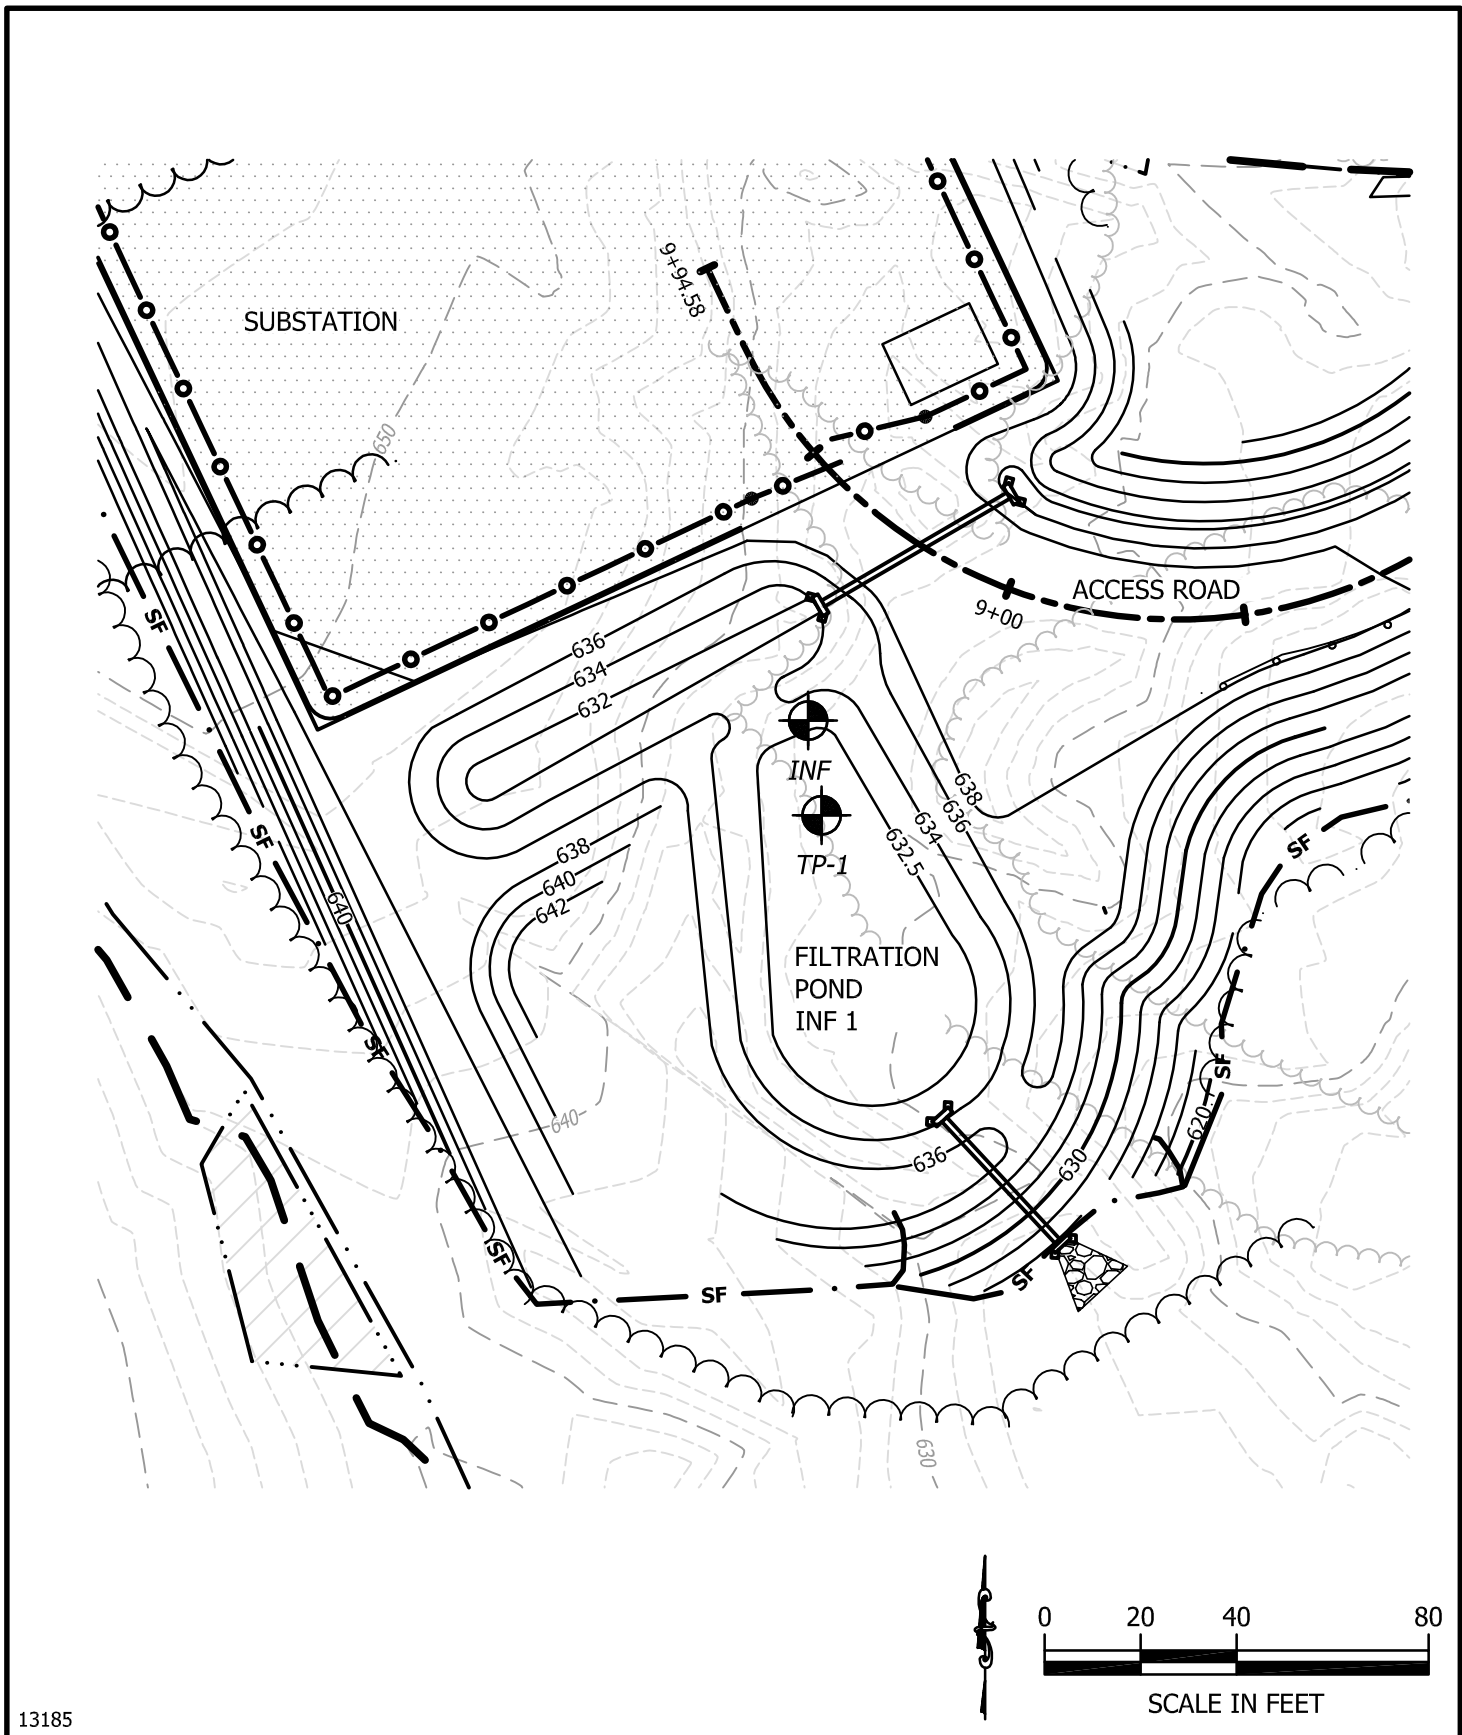 9+94.58
SUBSTATION
650
SF
ACCESS ROAD
9+00
636
634
632
INF
638
636
634
632.5
TP-1
SF
SF
638
640
642
640
FILTRATION
POND
INF 1
SF
SF
620.1
640
636
630
SF
SF
SF
630
0 20 40 80
SCALE IN FEET
13185